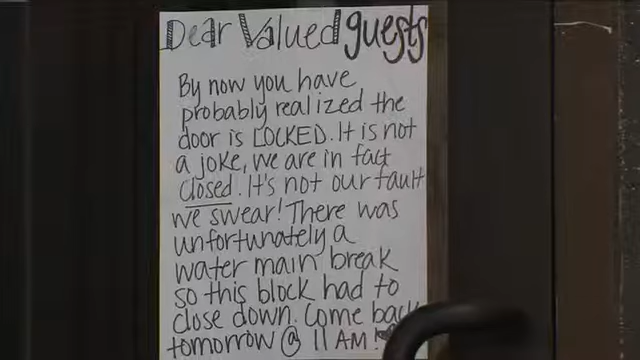 Dear Valued guests
By now you have
probably realized the
door is LOCKED. It is not
a joke, we are in fact
closed. It's not our fault
we swear! There was
unfortunately a
water main break
so this block had to
close down. Come back
tomorrow @ 11 AM!